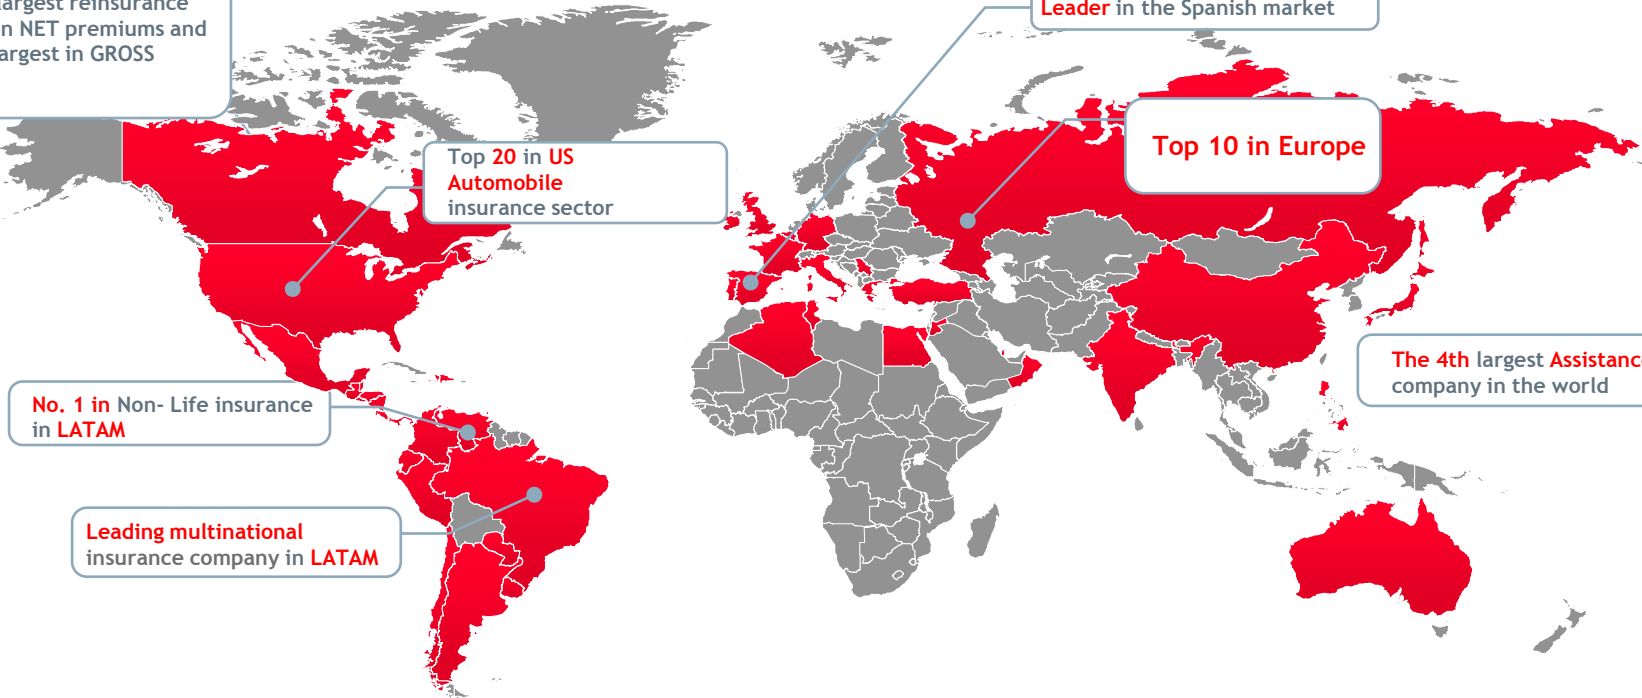 largest reinsurance
n NET premiums and
argest in GROSS
Leader in the Spanish market
Top 10 in Europe
Top 20 in US
Automobile
insurance sector
The 4th largest Assistance
company in the world
No. 1 in Non- Life insurance
in LATAM
Leading multinational
insurance company in LATAM